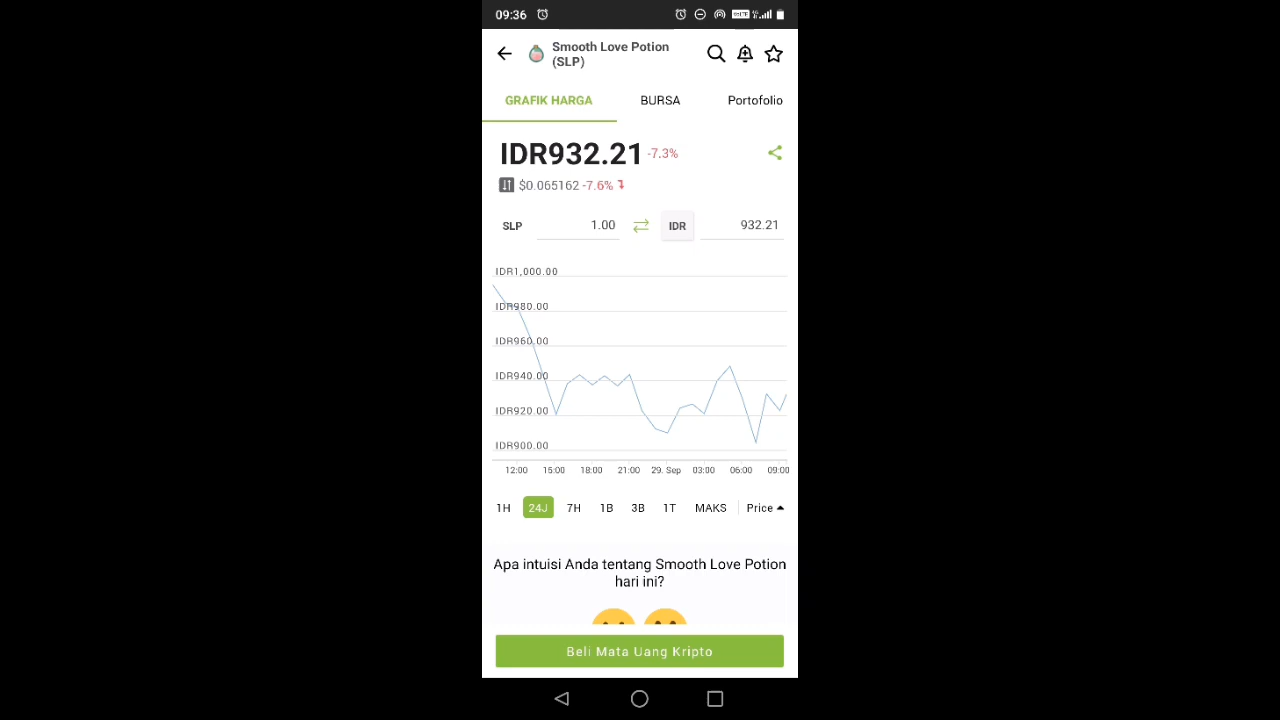 09:36
Smooth Love Potion
(SLP)
GRAFIK HARGA BURSA Portofolio
IDR932.21 -7.3%
$0.065162 -7.6%
SLP 1.00 IDR 932.21
IDR1,000.00
IDR980.00
IDR960.00
IDR940.00
IDR920.00
IDR900.00
12:00 15:00 18:00 21:00 29. Sep 03:00 06:00 09:00
1H 24J 7H 1B 3B 1T MAKS Price
Apa intuisi Anda tentang Smooth Love Potion
hari ini?
Beli Mata Uang Kripto